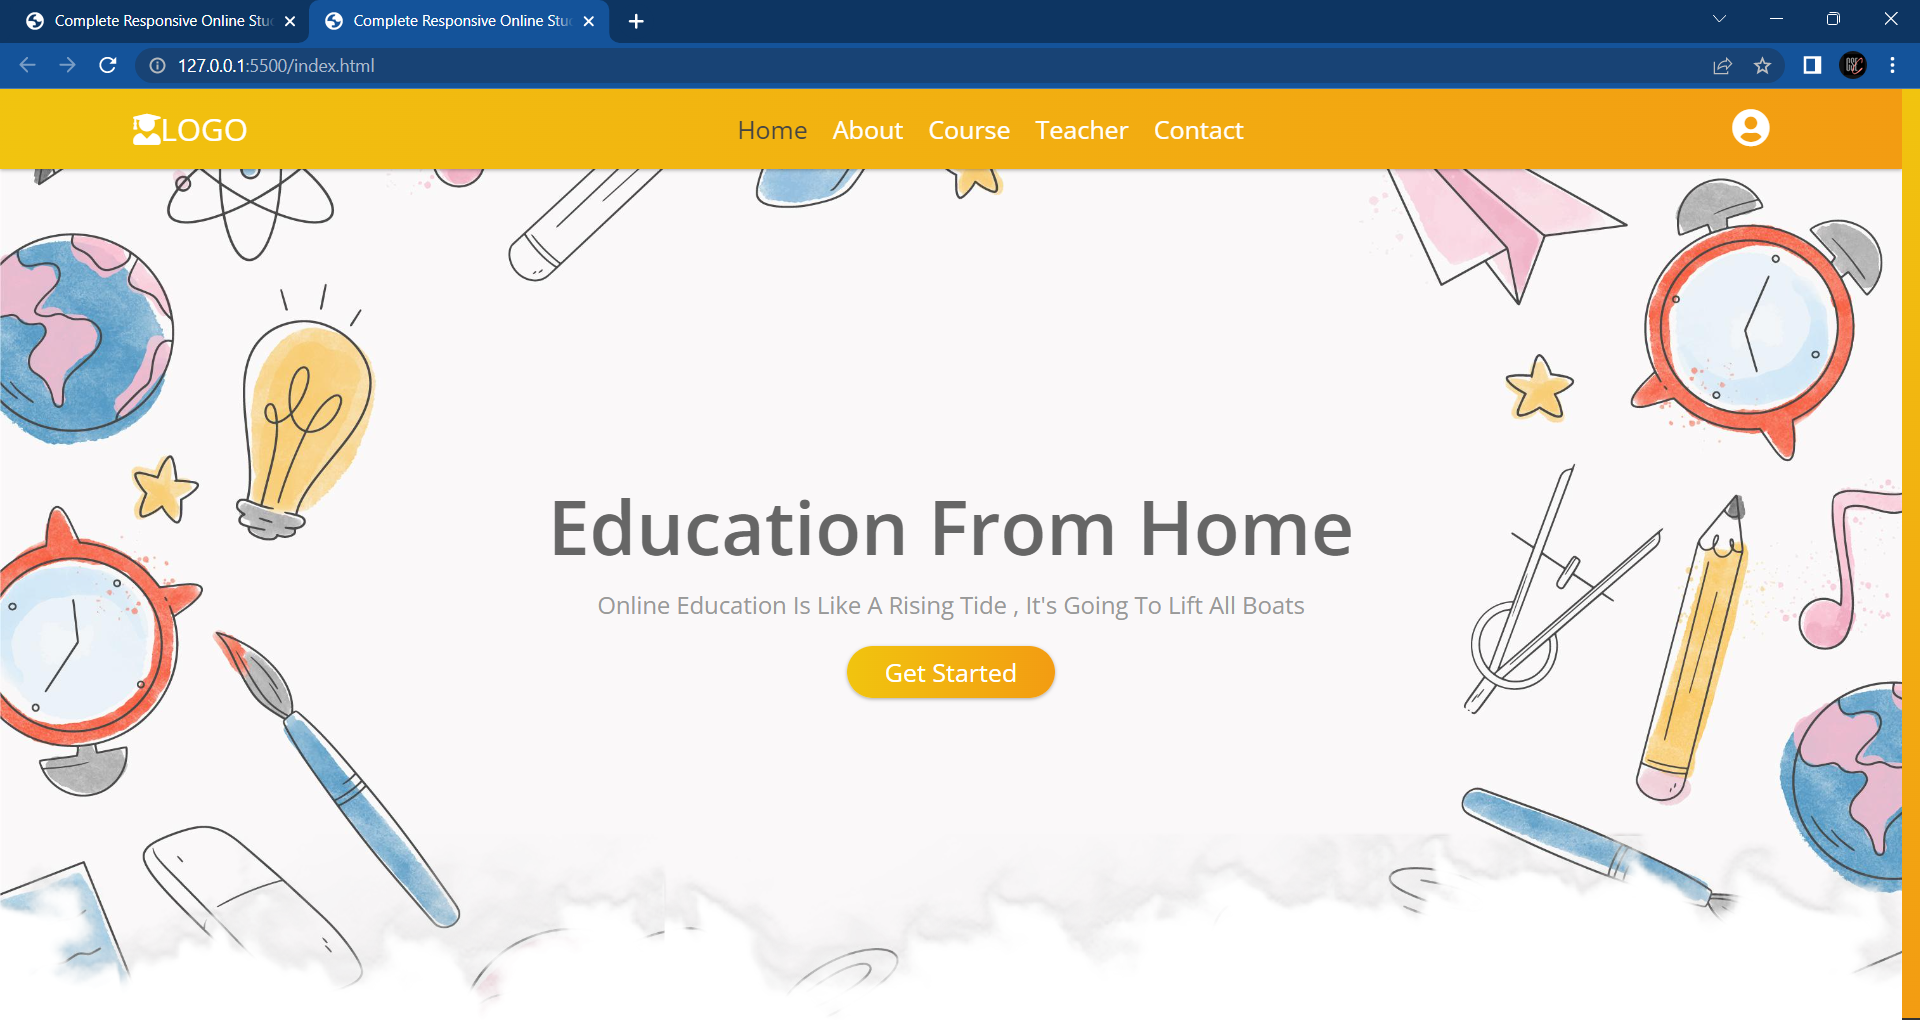 Complete Responsive Online Stu
Complete Responsive Online Stu
127.0.0.1:5500/index.html
LOGO
Home About Course Teacher Contact
Education From Home
Online Education Is Like A Rising Tide , It's Going To Lift All Boats
Get Started